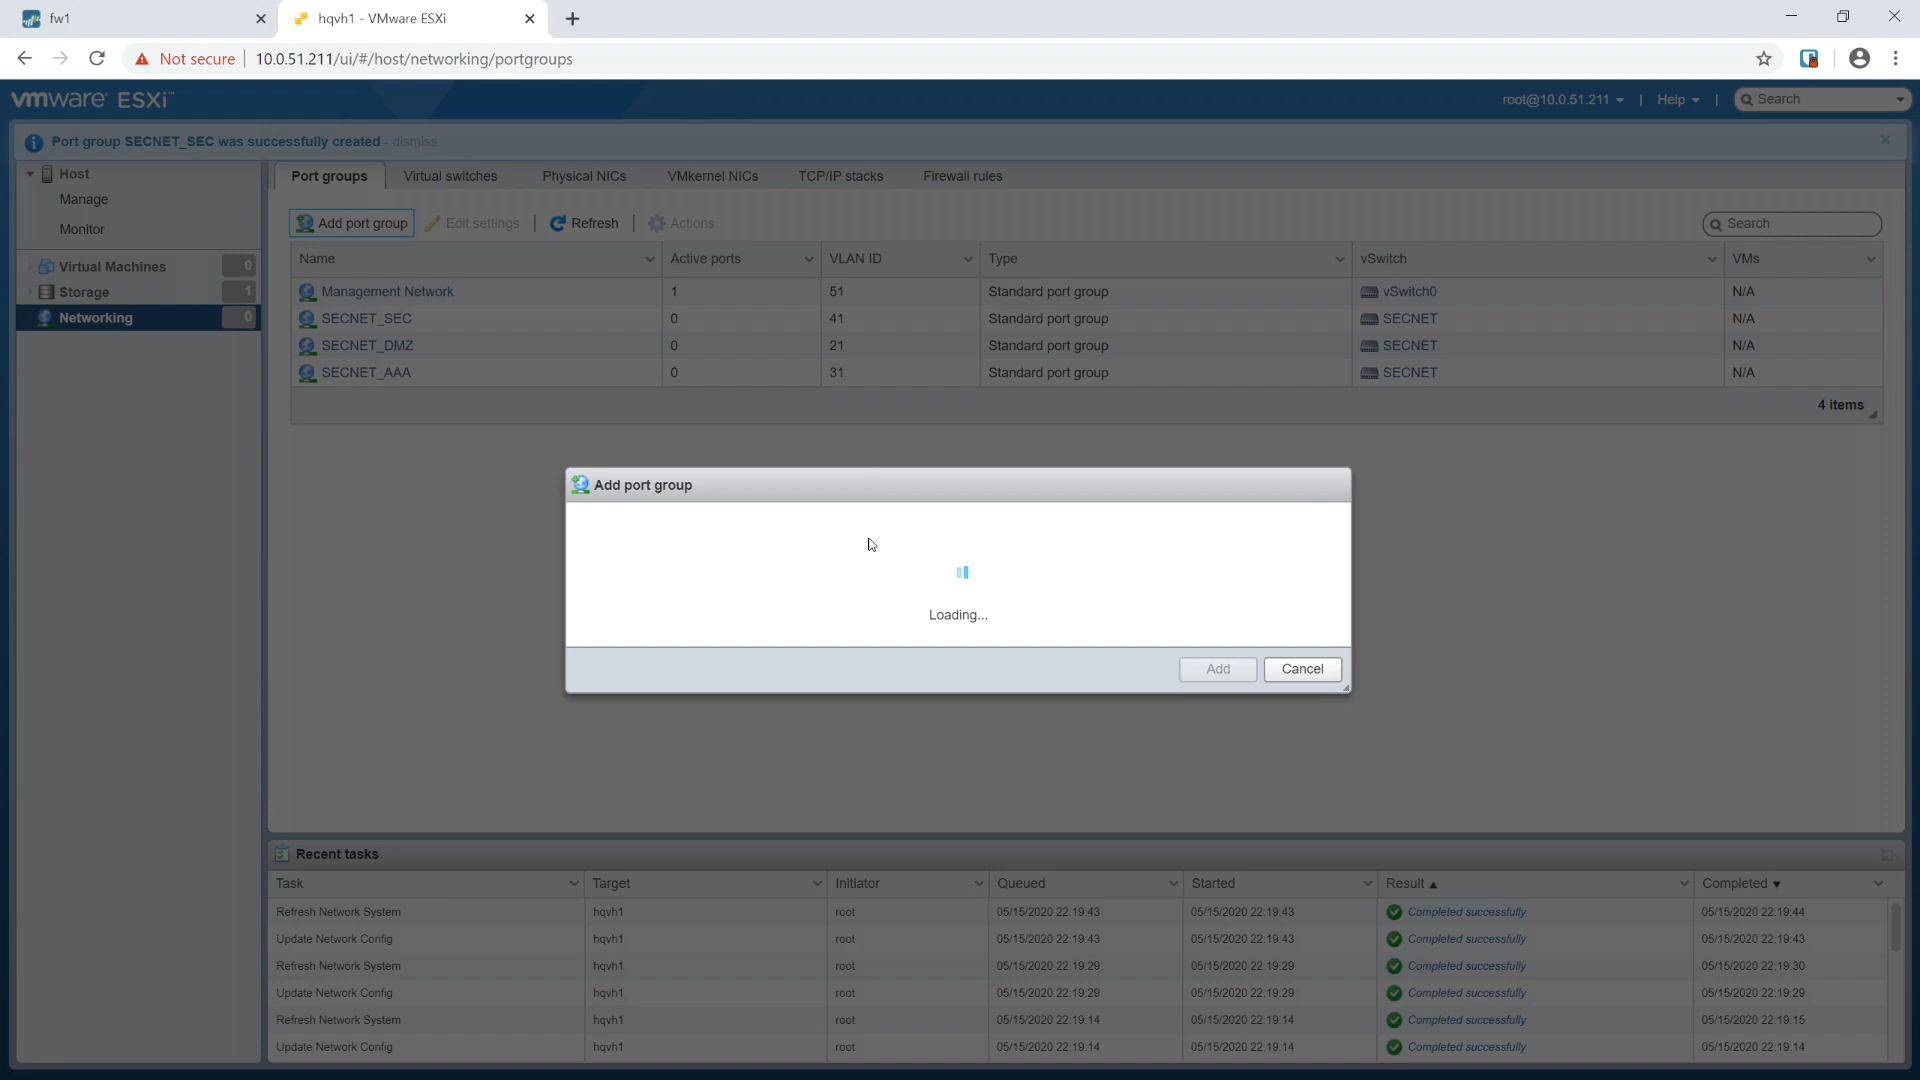 fw1
hqvh1 - VMware ESXi
Not secure
10.0.51.211/ui/#/host/networking/portgroups
vmware ESXi™
root@10.0.51.211
|
Help
|
Search
Port group SECNET_SEC was successfully created - dismiss
Host
Manage
Monitor
Virtual Machines 0
Storage 1
Networking 0
Port groups
Virtual switches
Physical NICs
VMkernel NICs
TCP/IP stacks
Firewall rules
Add port group
Edit settings
Refresh
Actions
Search
Name Active ports VLAN ID Type vSwitch VMs
Management Network 1 51 Standard port group vSwitch0 N/A
SECNET_SEC 0 41 Standard port group SECNET N/A
SECNET_DMZ 0 21 Standard port group SECNET N/A
SECNET_AAA 0 31 Standard port group SECNET N/A
4 items
Add port group
Loading...
Add
Cancel
Recent tasks
Task Target Initiator Queued Started Result Completed
Refresh Network System hqvh1 root 05/15/2020 22:19:43 05/15/2020 22:19:43 Completed successfully 05/15/2020 22:19:44
Update Network Config hqvh1 root 05/15/2020 22:19:43 05/15/2020 22:19:43 Completed successfully 05/15/2020 22:19:43
Refresh Network System hqvh1 root 05/15/2020 22:19:29 05/15/2020 22:19:29 Completed successfully 05/15/2020 22:19:30
Update Network Config hqvh1 root 05/15/2020 22:19:29 05/15/2020 22:19:29 Completed successfully 05/15/2020 22:19:29
Refresh Network System hqvh1 root 05/15/2020 22:19:14 05/15/2020 22:19:14 Completed successfully 05/15/2020 22:19:15
Update Network Config hqvh1 root 05/15/2020 22:19:14 05/15/2020 22:19:14 Completed successfully 05/15/2020 22:19:14